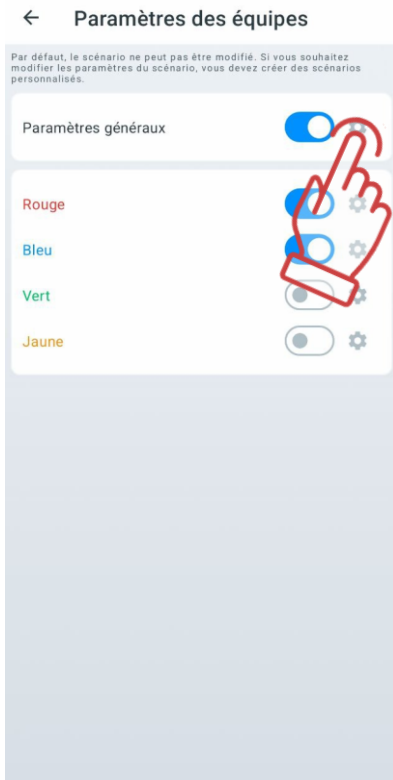 Paramètres des équipes
Par défaut, le scénario ne peut pas être modifié. Si vous souhaitez
modifier les paramètres du scénario, vous devez créer des scénarios
personnalisés.
Paramètres généraux
Rouge
Bleu
Vert
Jaune